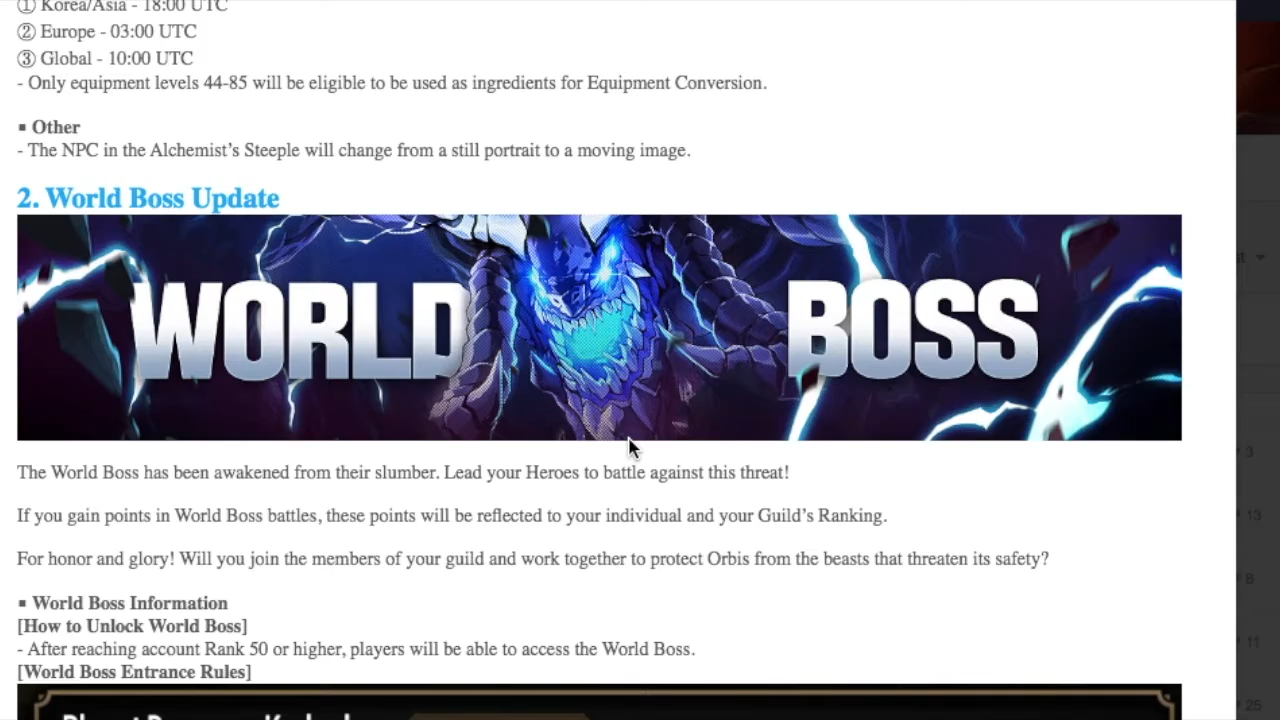 ① Korea/Asia - 18:00 UTC
② Europe - 03:00 UTC
③ Global - 10:00 UTC
- Only equipment levels 44-85 will be eligible to be used as ingredients for Equipment Conversion.
▪ Other
- The NPC in the Alchemist’s Steeple will change from a still portrait to a moving image.
2. World Boss Update
WORLD BOSS
The World Boss has been awakened from their slumber. Lead your Heroes to battle against this threat!
If you gain points in World Boss battles, these points will be reflected to your individual and your Guild’s Ranking.
For honor and glory! Will you join the members of your guild and work together to protect Orbis from the beasts that threaten its safety?
▪ World Boss Information
[How to Unlock World Boss]
- After reaching account Rank 50 or higher, players will be able to access the World Boss.
[World Boss Entrance Rules]
3
13
8
11
25